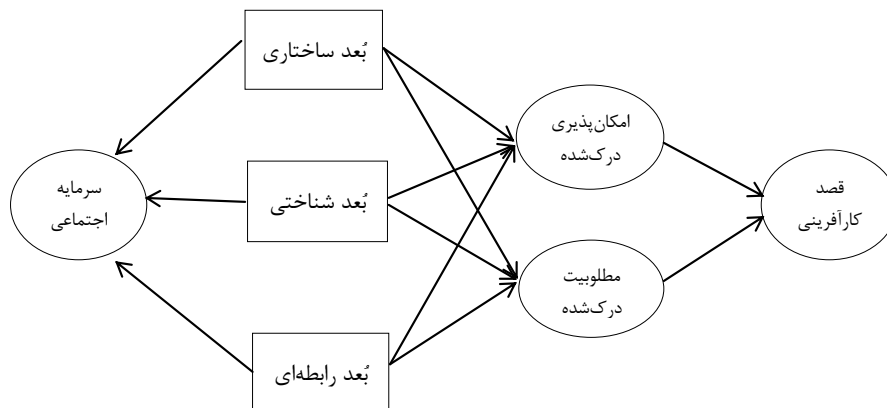 بُعد ساختاری
امکان‌پذیری
درک‌شده
سرمایه
اجتماعی
بُعد شناختی
قصد
کارآفرینی
مطلوبیت
درک‌شده
بُعد رابطه‌ای